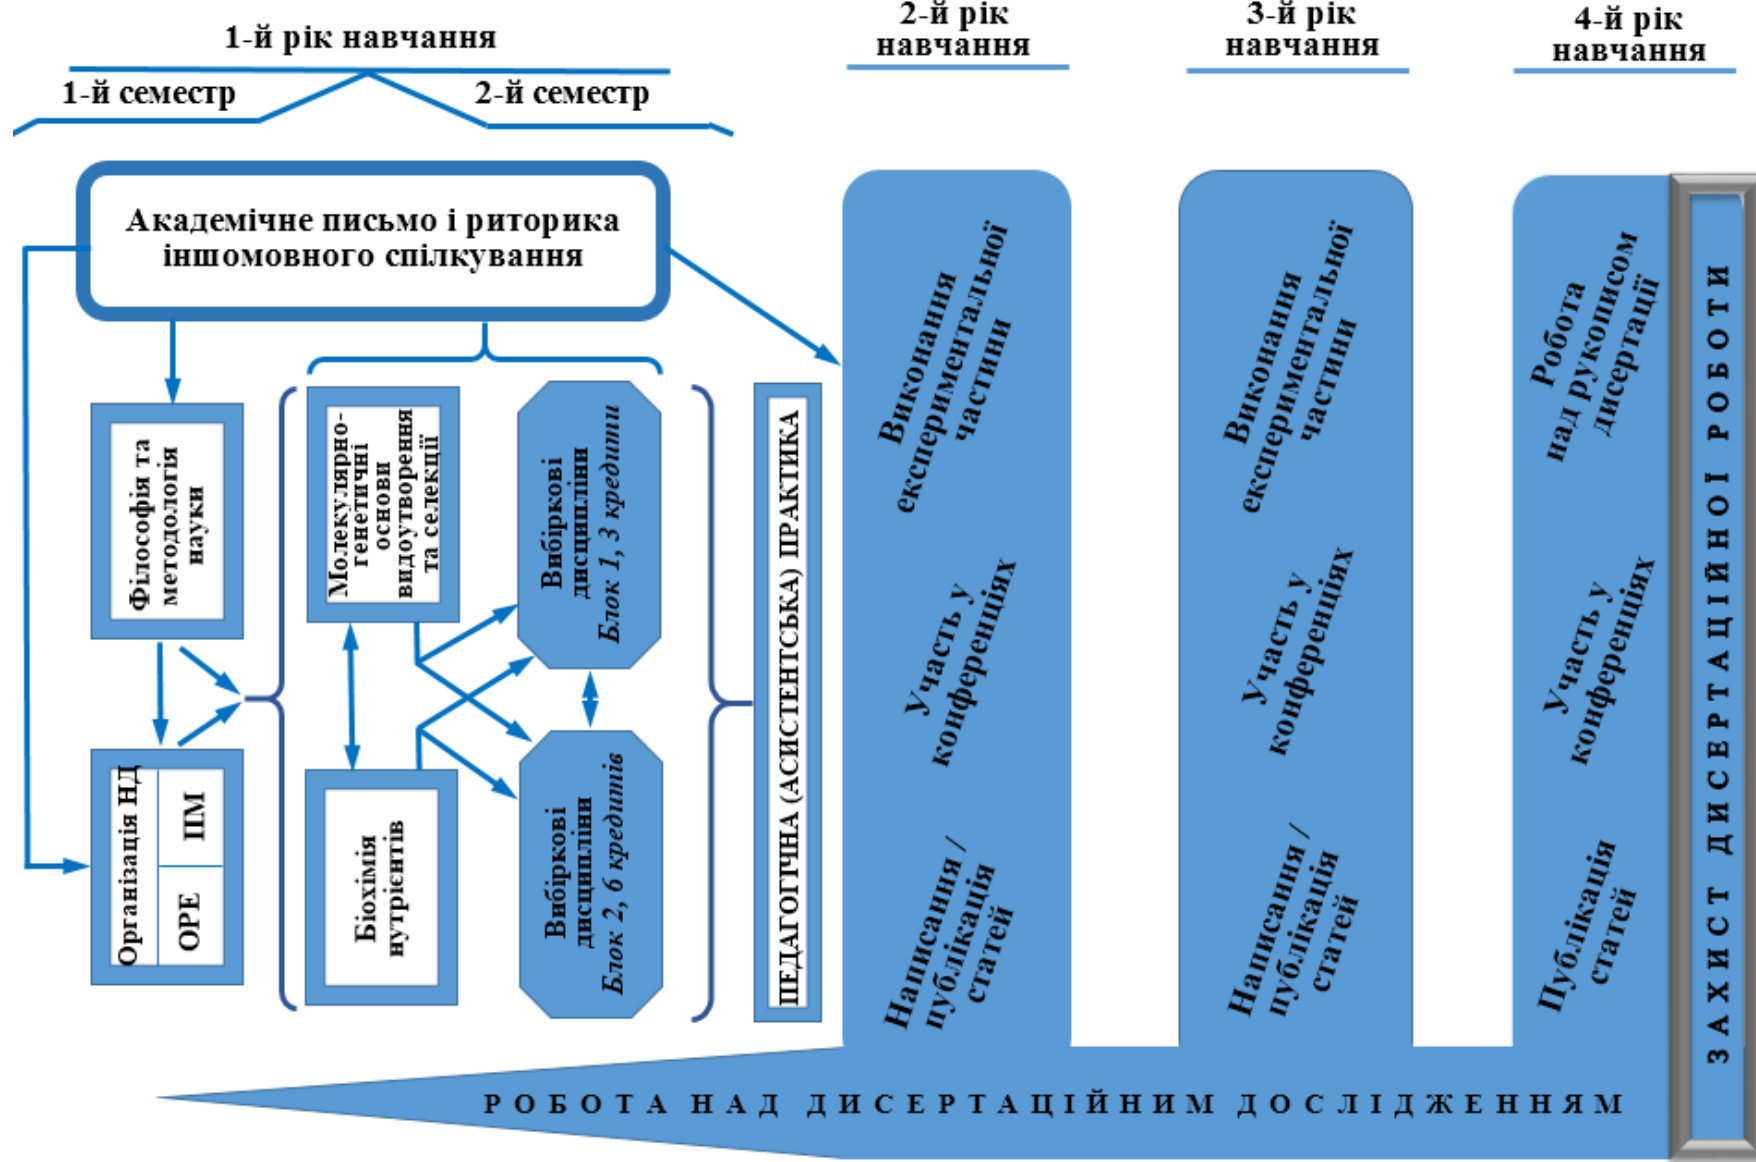 1-й рік навчання
1-й семестр
2-й семестр
2-й рік
навчання
3-й рік
навчання
4-й рік
навчання
Академічне письмо і риторика
іншомовного спілкування
Філософія та
методологія
науки
Організація НД
ОРЕ
ІІМ
Молекулярно-
генетичні
основи
видоутворення
та селекції
Біохімія
нутрієнтів
Вибіркові
дисципліни
Блок 1, 3 кредити
Вибіркові
дисципліни
Блок 2, 6 кредитів
ПЕДАГОГІЧНА (АСИСТЕНТСЬКА) ПРАКТИКА
Виконання
експериментальної
частини
Участь у
конференціях
Написання /
публікація
статей
Виконання
експериментальної
частини
Участь у
конференціях
Написання /
публікація
статей
Робота
над рукописом
дисертації
Участь у
конференціях
Публікація
статей
ЗАХИСТ ДИСЕРТАЦІЙНОЇ РОБОТИ
РОБОТА НАД ДИСЕРТАЦІЙНИМ ДОСЛІДЖЕННЯМ